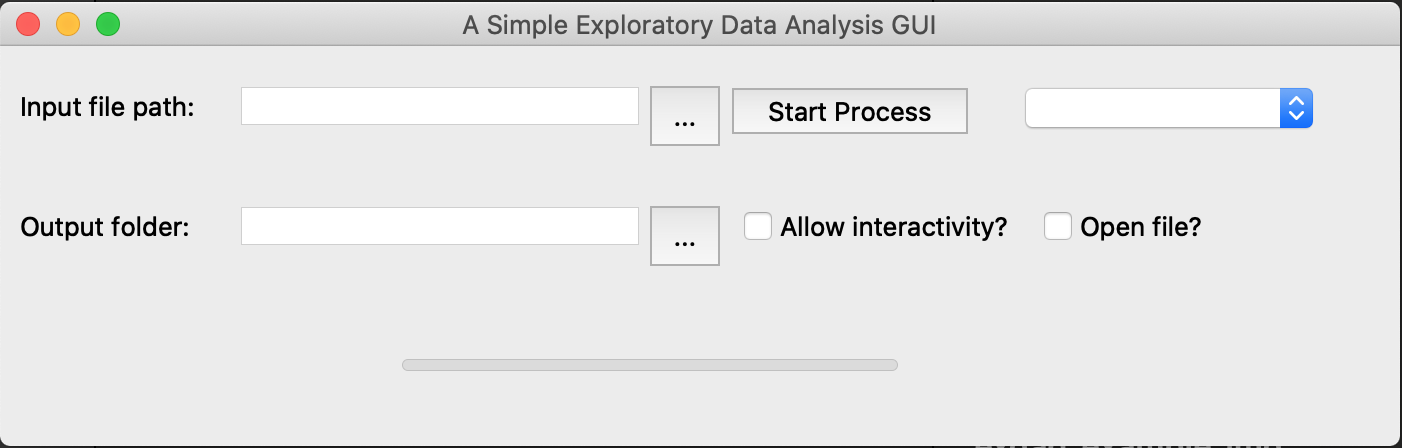 A Simple Exploratory Data Analysis GUI
Input file path:
...
Start Process
Output folder:
...
Allow interactivity?
Open file?